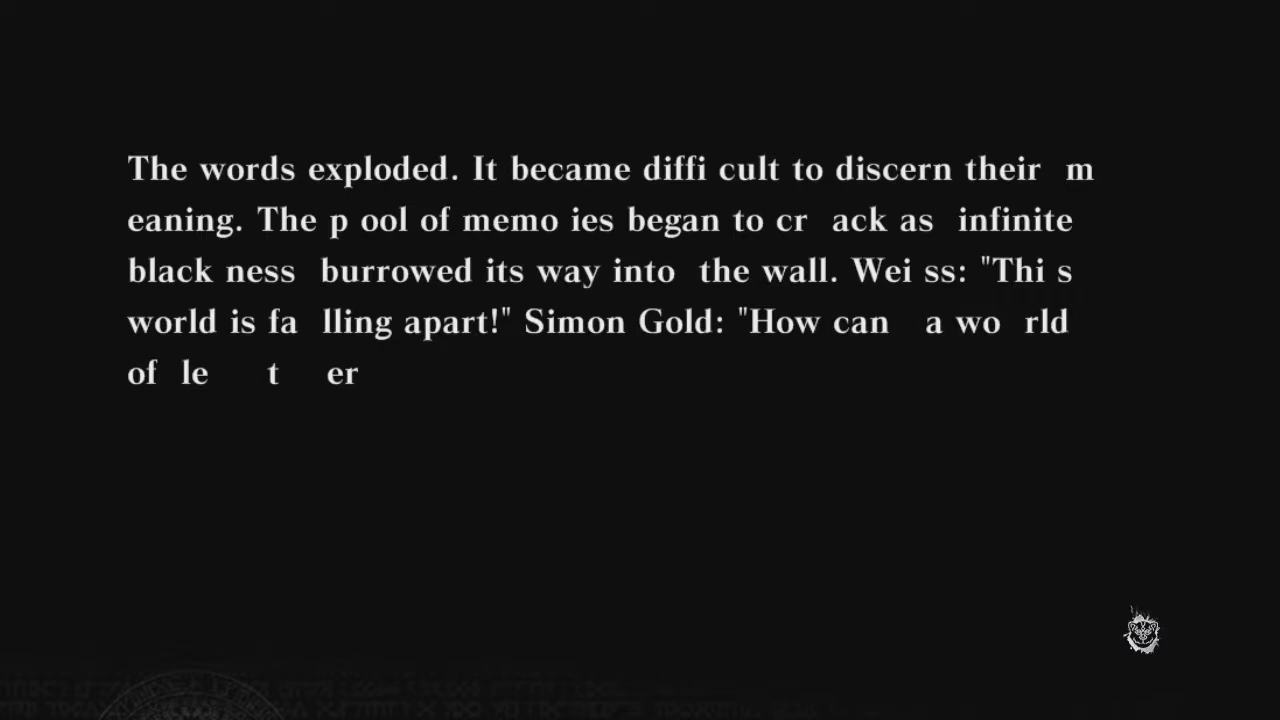 The words exploded. It became diffi cult to discern their  m
eaning. The p ool of memo ies began to cr  ack as  infinite
black ness  burrowed its way into  the wall. Wei ss: "Thi s
world is fa  lling apart!" Simon Gold: "How can   a wo  rld
of  le     t     er